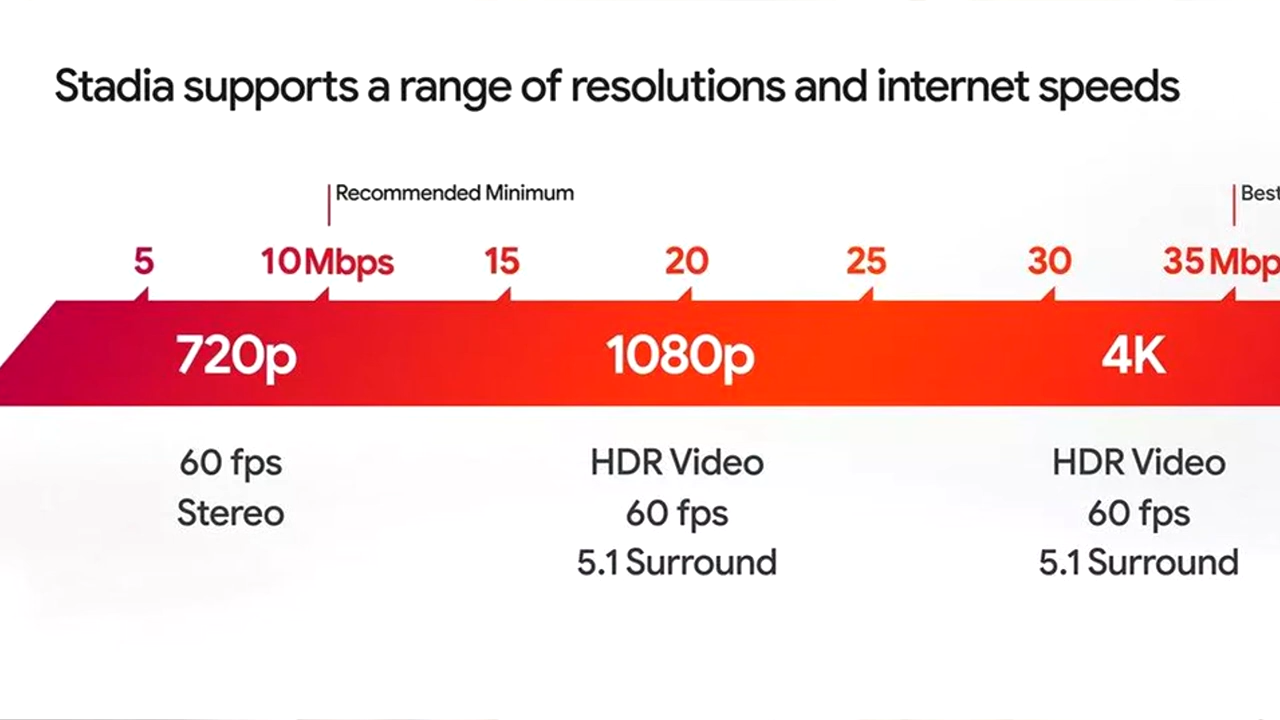 Stadia supports a range of resolutions and internet speeds
Recommended Minimum
Best
5 10 Mbps 15 20 25 30 35 Mbp
720p 1080p 4K
60 fps HDR Video HDR Video
Stereo 60 fps 60 fps
5.1 Surround 5.1 Surround